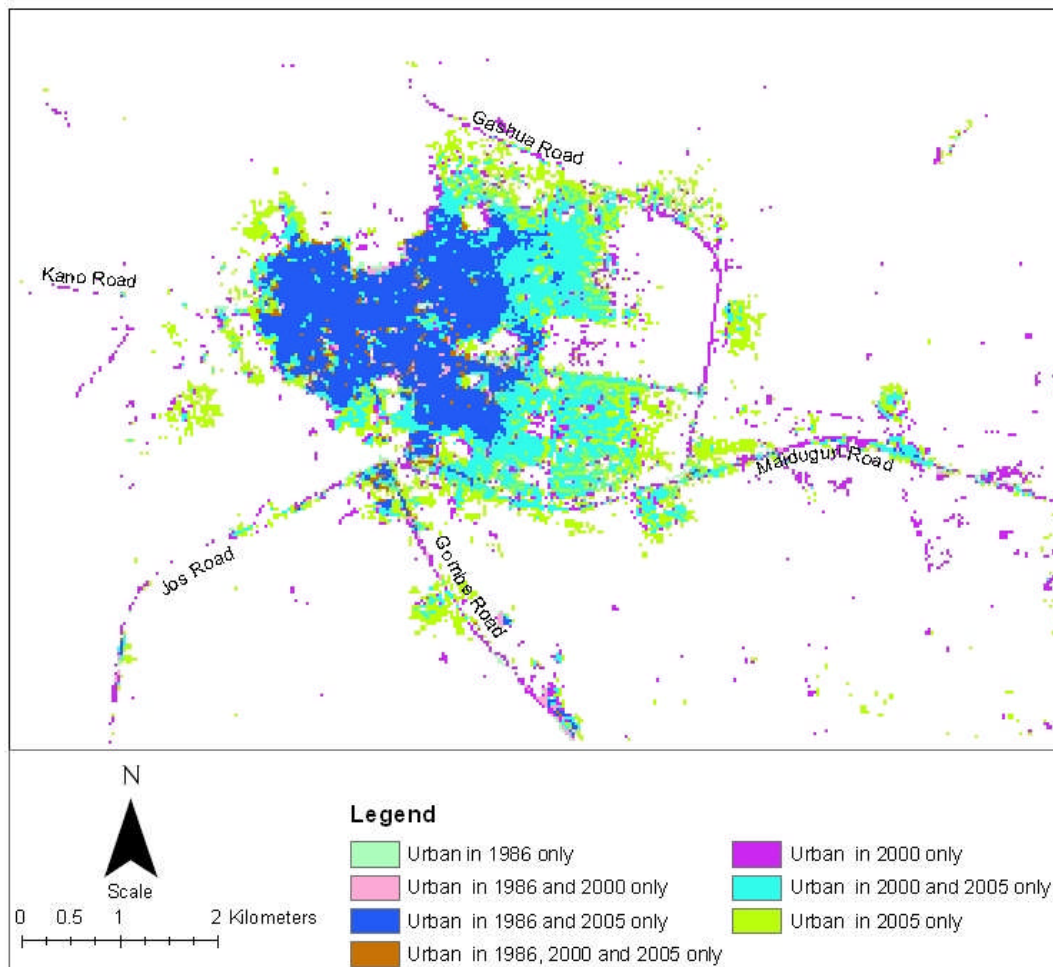 Gashua Road
Kano Road
Maiduguri Road
Jos Road
Gombe Road
N
Scale
0 0.5 1 2 Kilometers
Legend
Urban in 1986 only
Urban in 1986 and 2000 only
Urban in 1986 and 2005 only
Urban in 1986, 2000 and 2005 only
Urban in 2000 only
Urban in 2000 and 2005 only
Urban in 2005 only